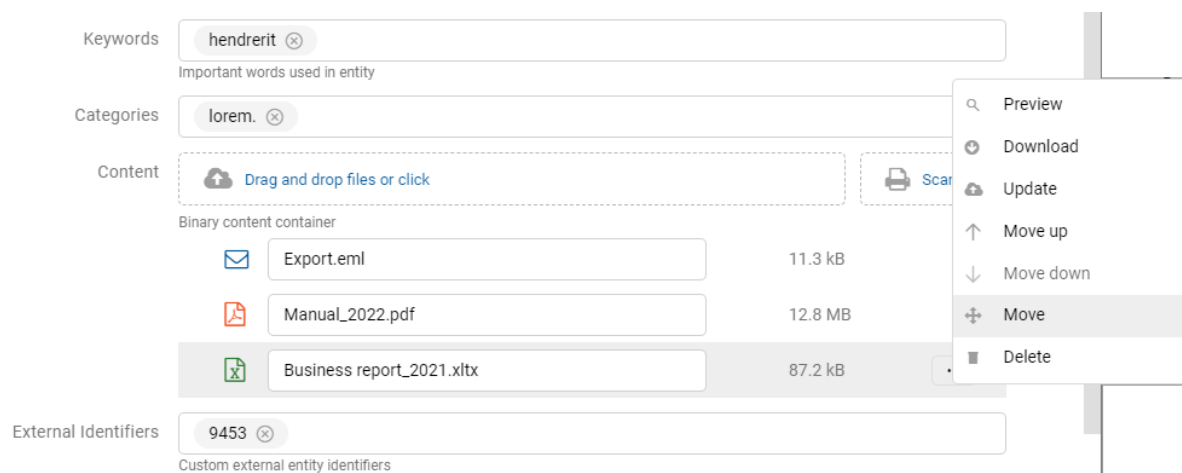 Keywords
hendrerit
Important words used in entity
Categories
lorem.
Content
Drag and drop files or click
Binary content container
Export.eml 11.3 kB
Manual_2022.pdf 12.8 MB
Business report_2021.xltx 87.2 kB
External Identifiers
9453
Custom external entity identifiers
Preview
Download
Update
Move up
Move down
Move
Delete